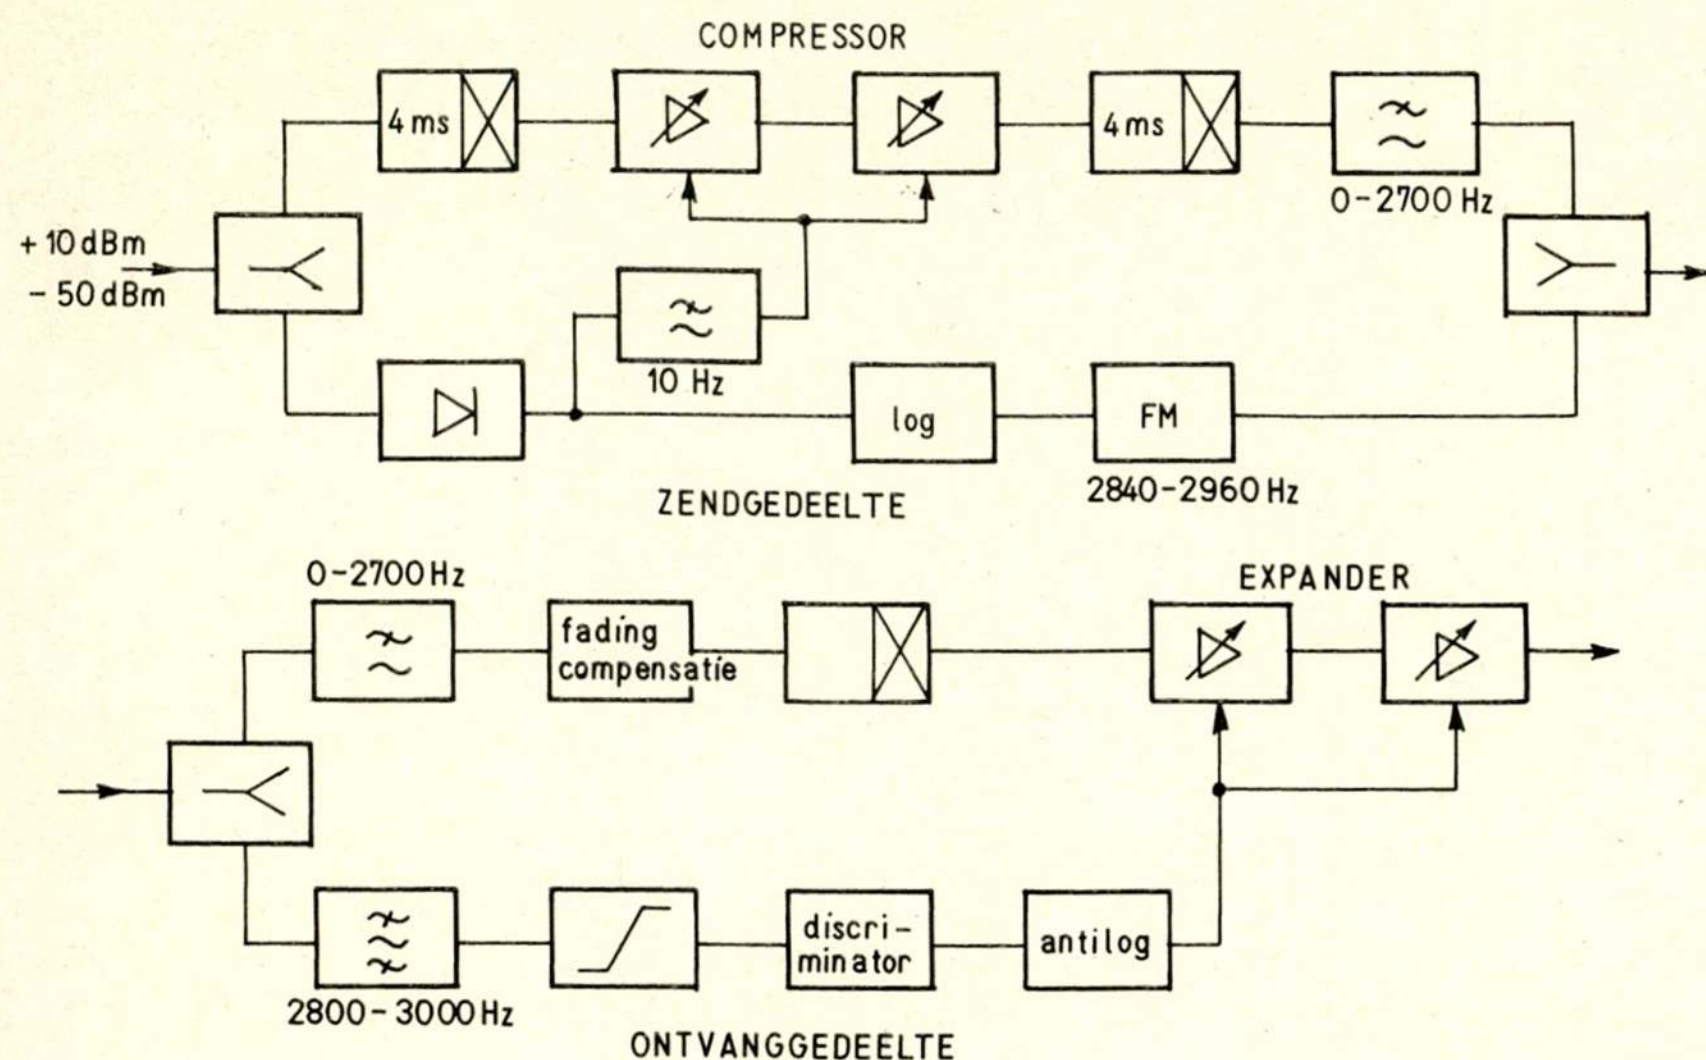 COMPRESSOR
4 ms
4 ms
0-2700 Hz
+ 10 dBm
- 50 dBm
10 Hz
log
FM
2840-2960 Hz
ZENDGEDEELTE
0-2700 Hz
EXPANDER
fading
compensatie
discri-
minator
antilog
2800-3000 Hz
ONTVANGGEDEELTE